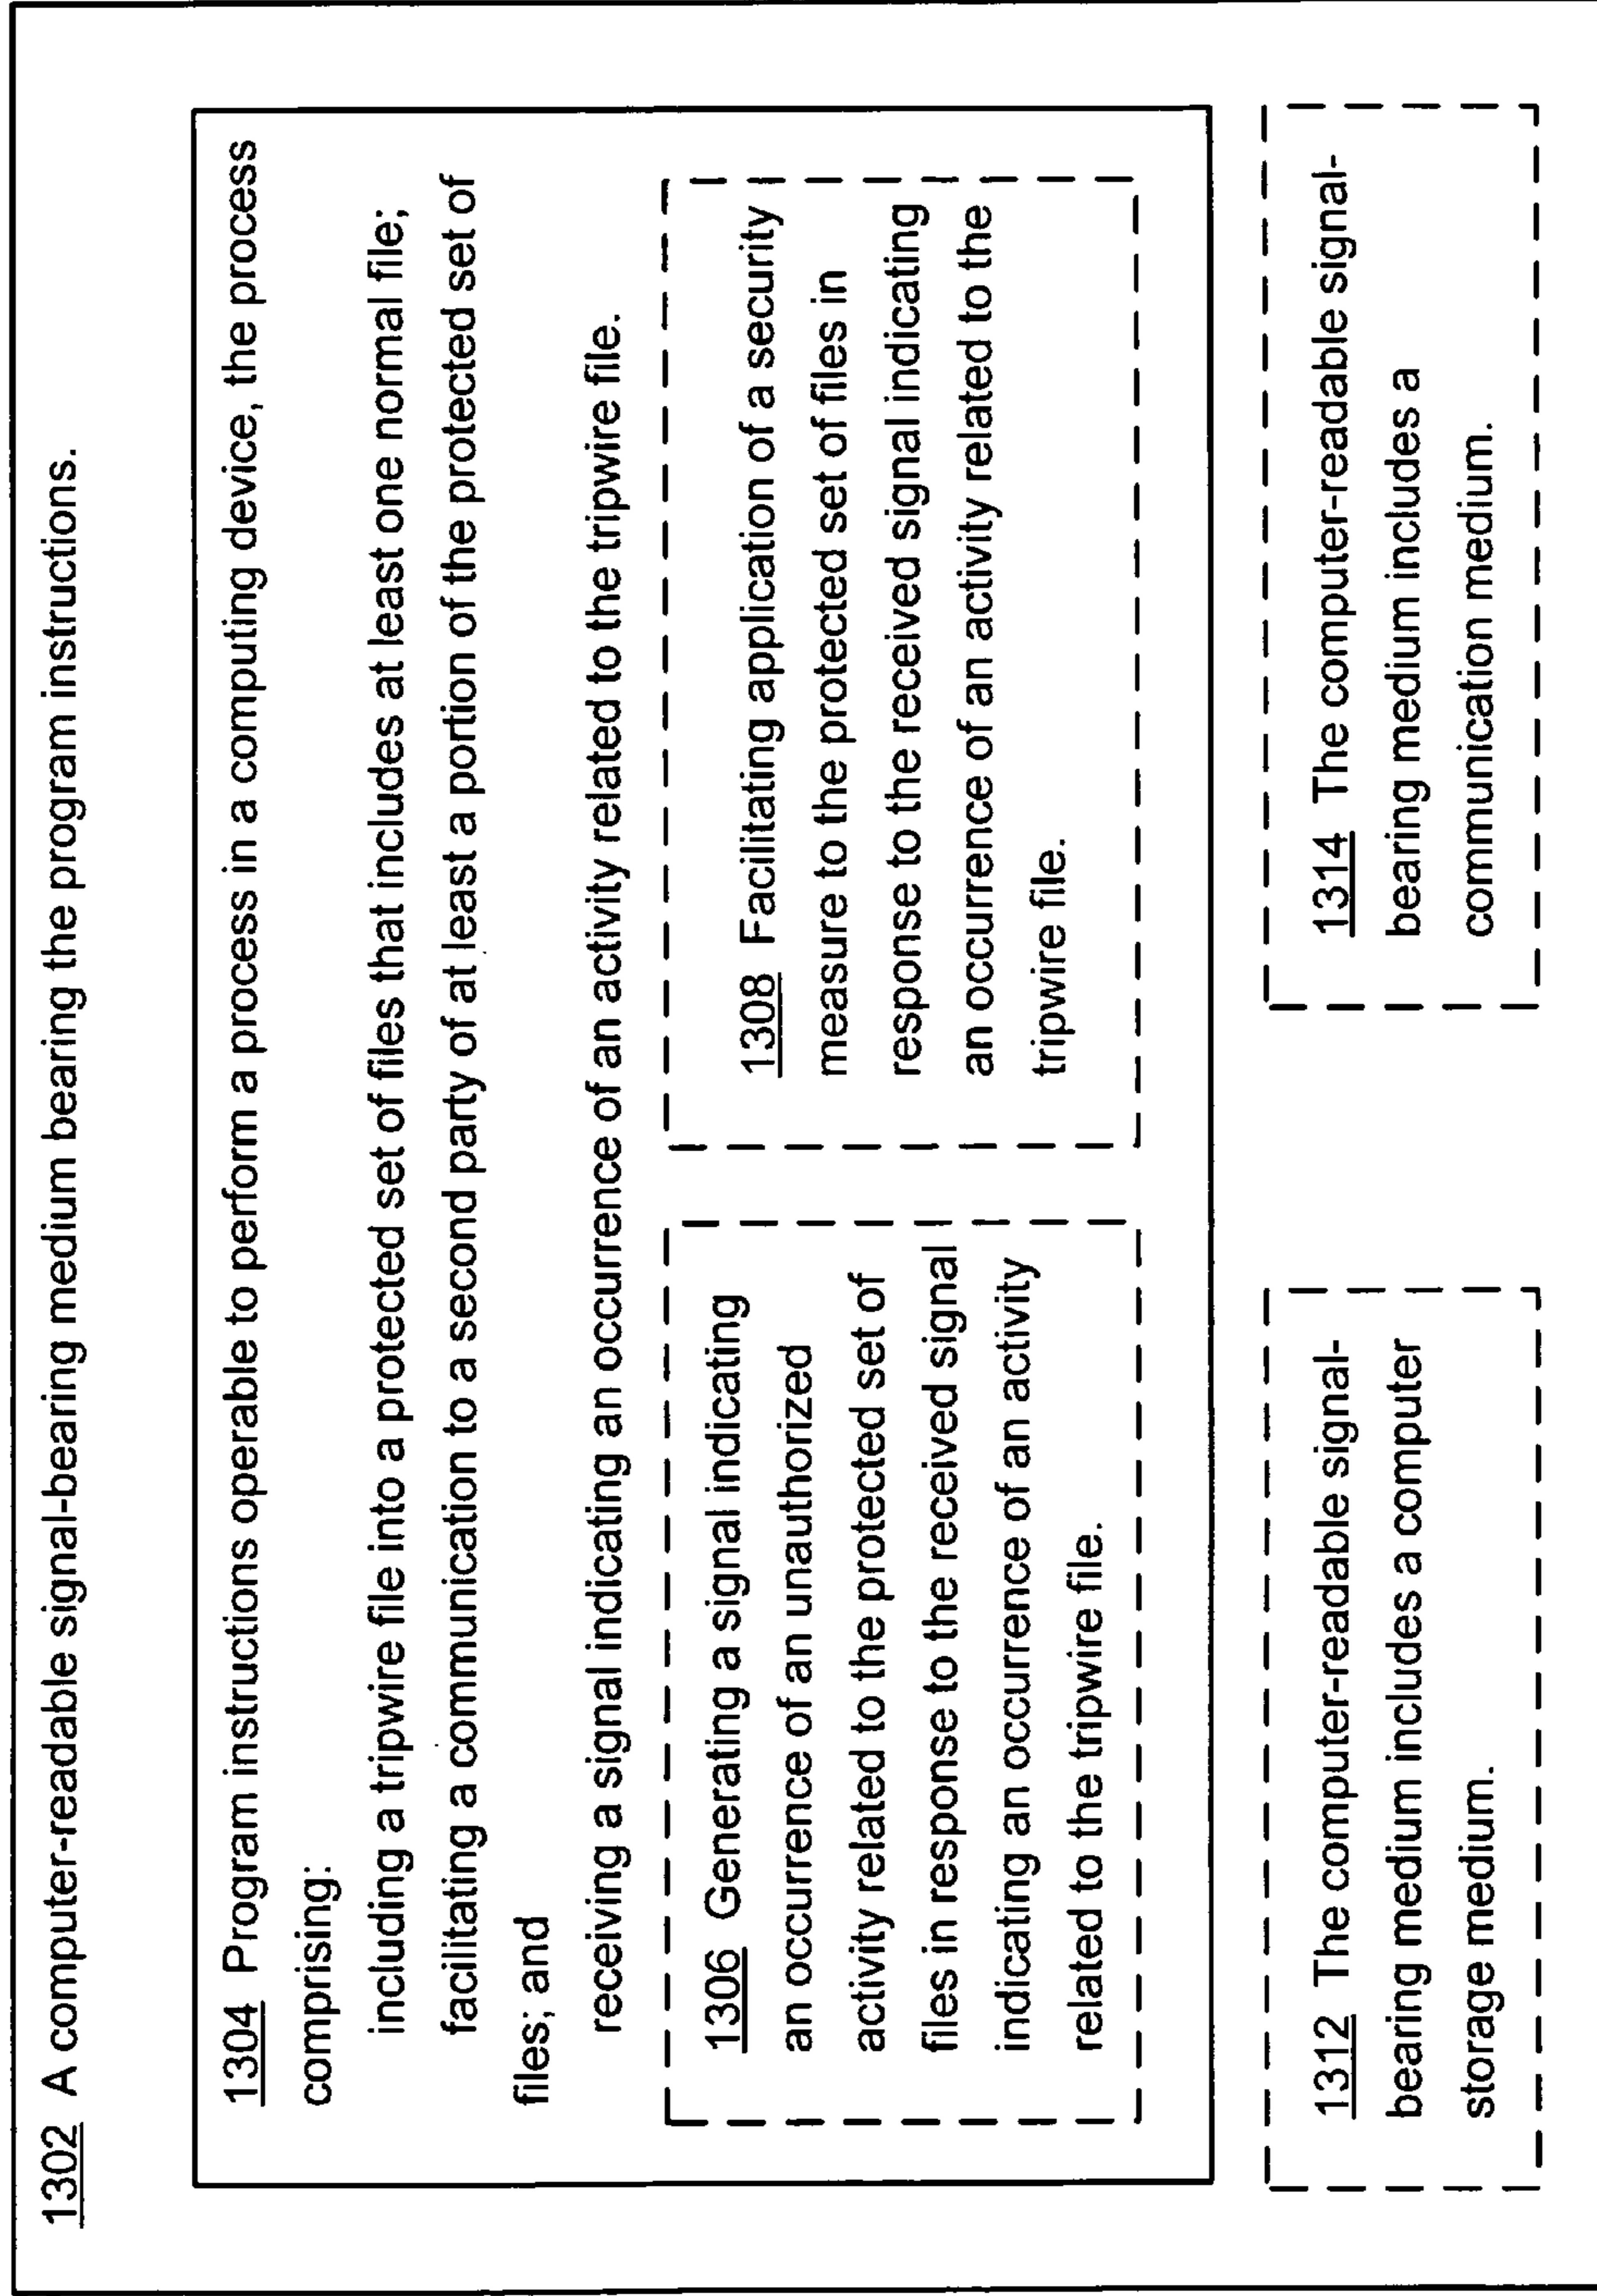 1302 A computer-readable signal-bearing medium bearing the program instructions.
1304 Program instructions operable to perform a process in a computing device, the process
comprising:
including a tripwire file into a protected set of files that includes at least one normal file;
facilitating a communication to a second party of at least a portion of the protected set of
files; and
receiving a signal indicating an occurrence of an activity related to the tripwire file.
1306 Generating a signal indicating
an occurrence of an unauthorized
activity related to the protected set of
files in response to the received signal
indicating an occurrence of an activity
related to the tripwire file.
1308 Facilitating application of a security
measure to the protected set of files in
response to the received signal indicating
an occurrence of an activity related to the
tripwire file.
1312 The computer-readable signal-
bearing medium includes a computer
storage medium.
1314 The computer-readable signal-
bearing medium includes a
communication medium.